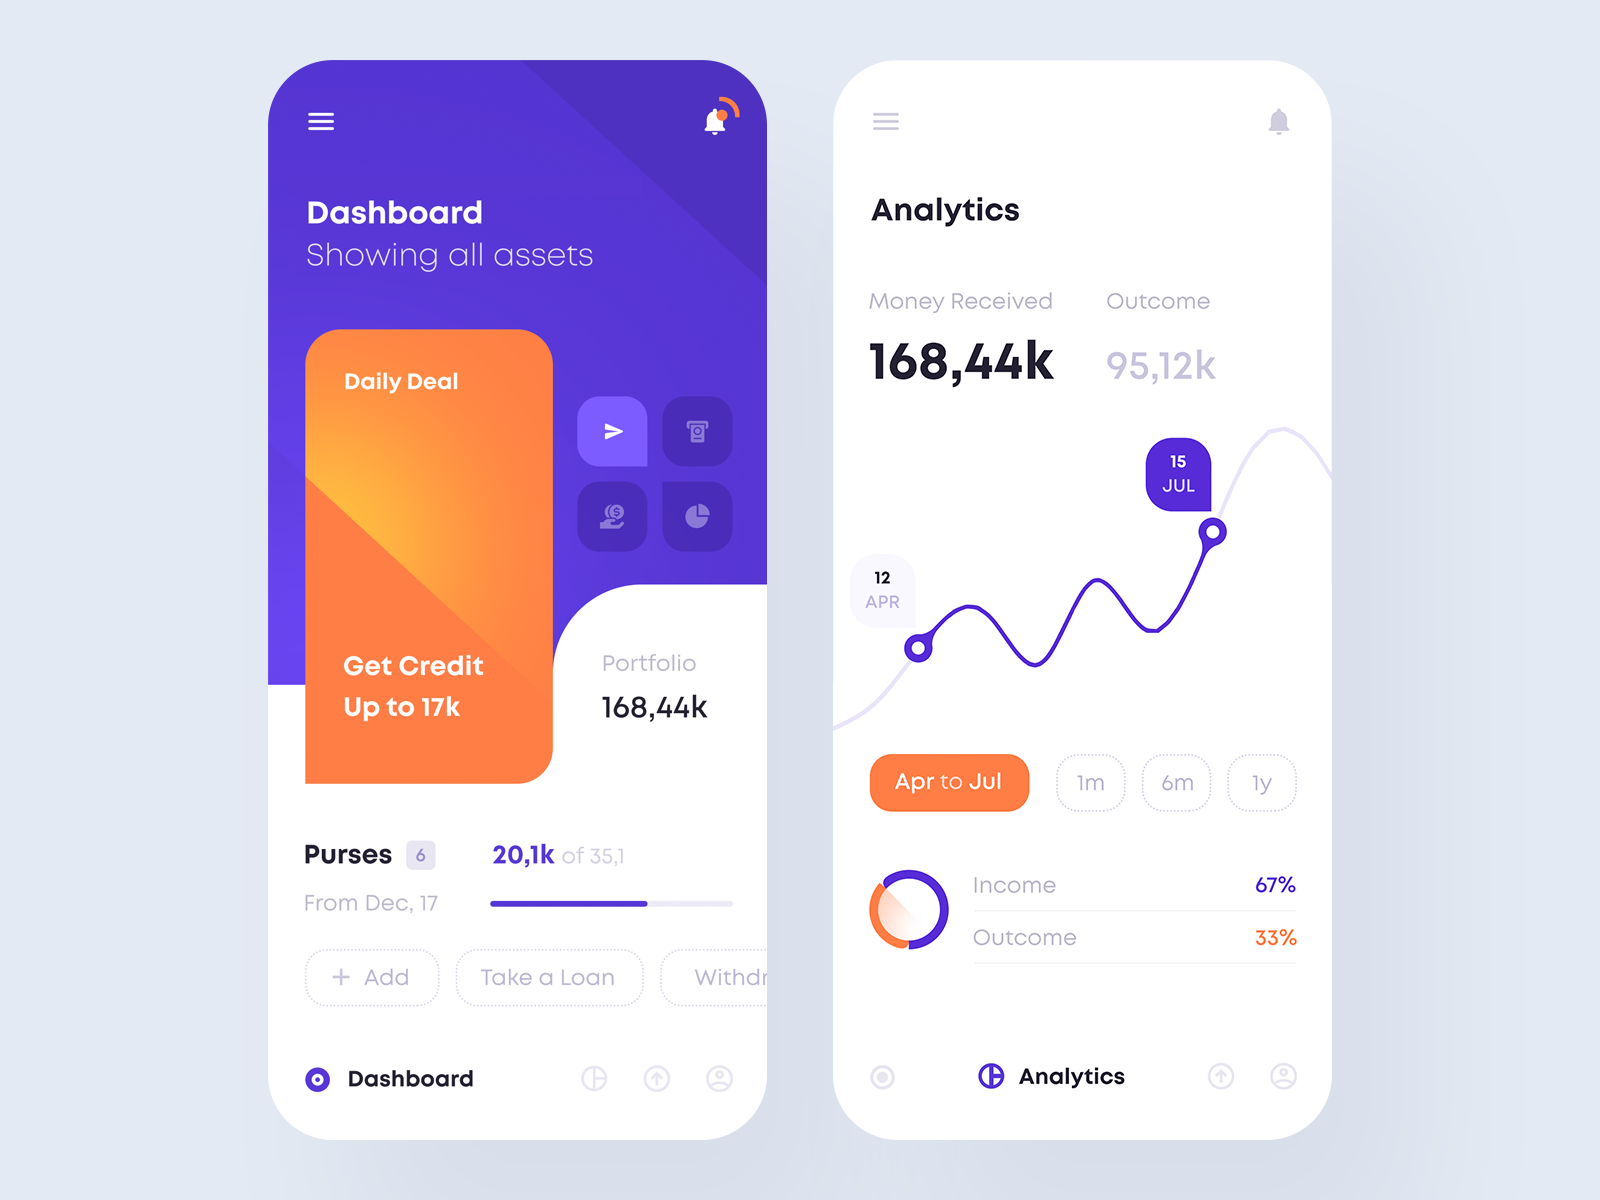 Dashboard
Showing all assets
Daily Deal
Get Credit
Up to 17k
Portfolio
168,44k
Purses 6
20,1k of 35,1
From Dec, 17
+ Add
Take a Loan
Withdr
Dashboard
Analytics
Money Received
168,44k
Outcome
95,12k
15
JUL
12
APR
Apr to Jul
1m
6m
1y
Income 67%
Outcome 33%
Analytics